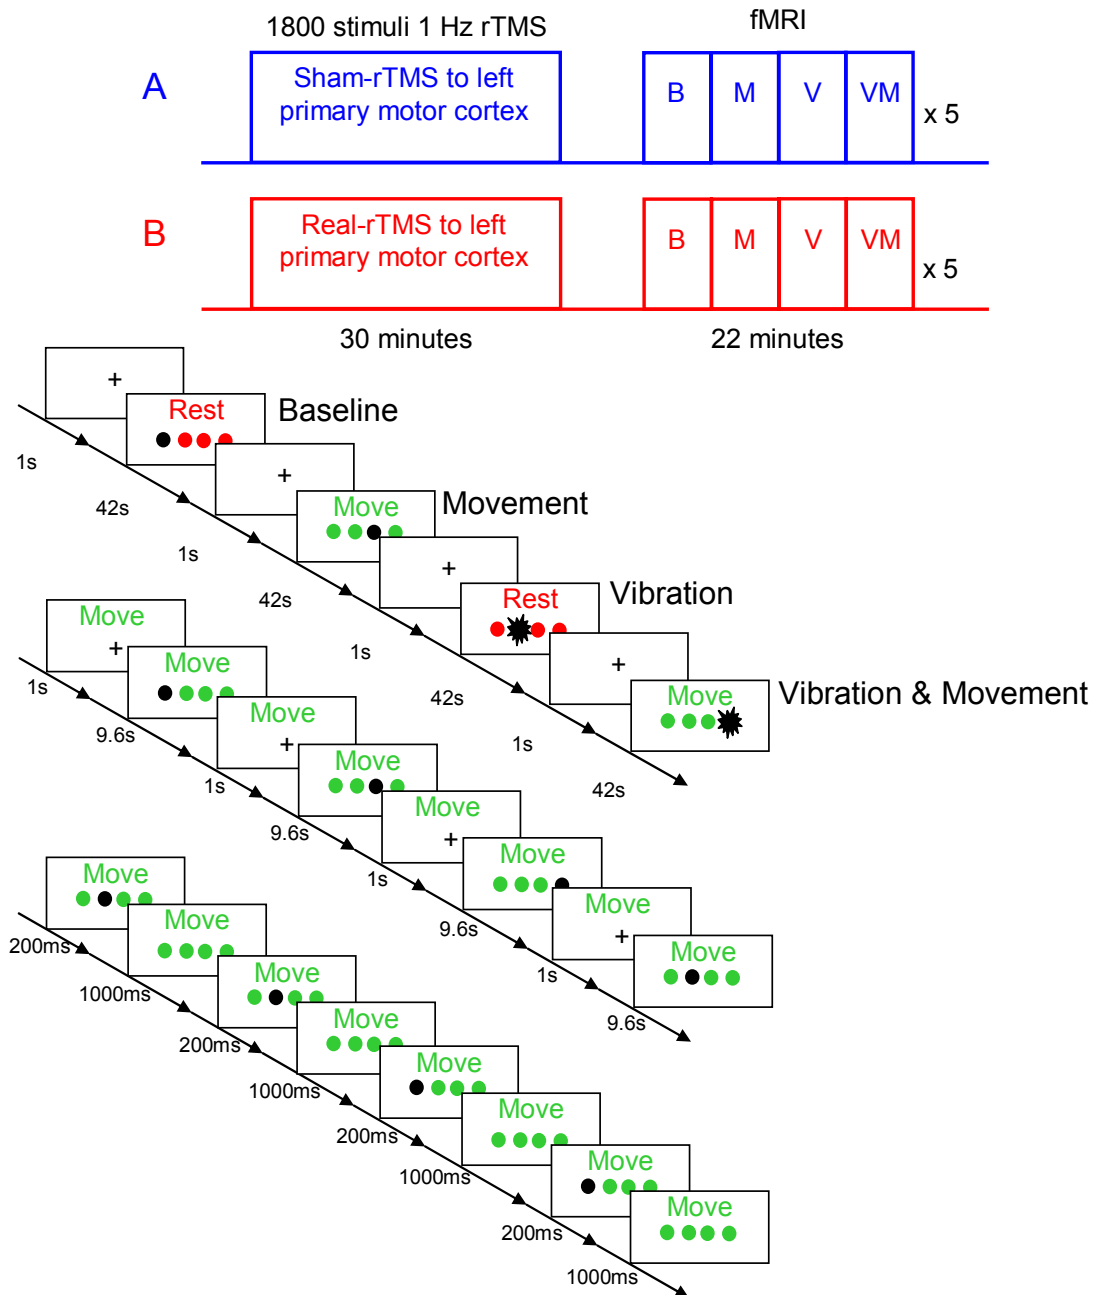 1800 stimuli 1 Hz rTMS
fMRI
A
Sham-rTMS to left
primary motor cortex
B M V VM
x 5
B
Real-rTMS to left
primary motor cortex
B M V VM
x 5
30 minutes
22 minutes
+
Rest
Baseline
1s
+
42s
Move
Movement
1s
+
42s
Rest
Vibration
1s
+
42s
Move
Vibration & Movement
1s
42s
Move
+
1s
Move
9.6s
Move
+
1s
Move
9.6s
Move
+
1s
Move
9.6s
Move
+
1s
Move
9.6s
Move
200ms
Move
1000ms
Move
200ms
Move
1000ms
Move
200ms
Move
1000ms
Move
200ms
Move
1000ms